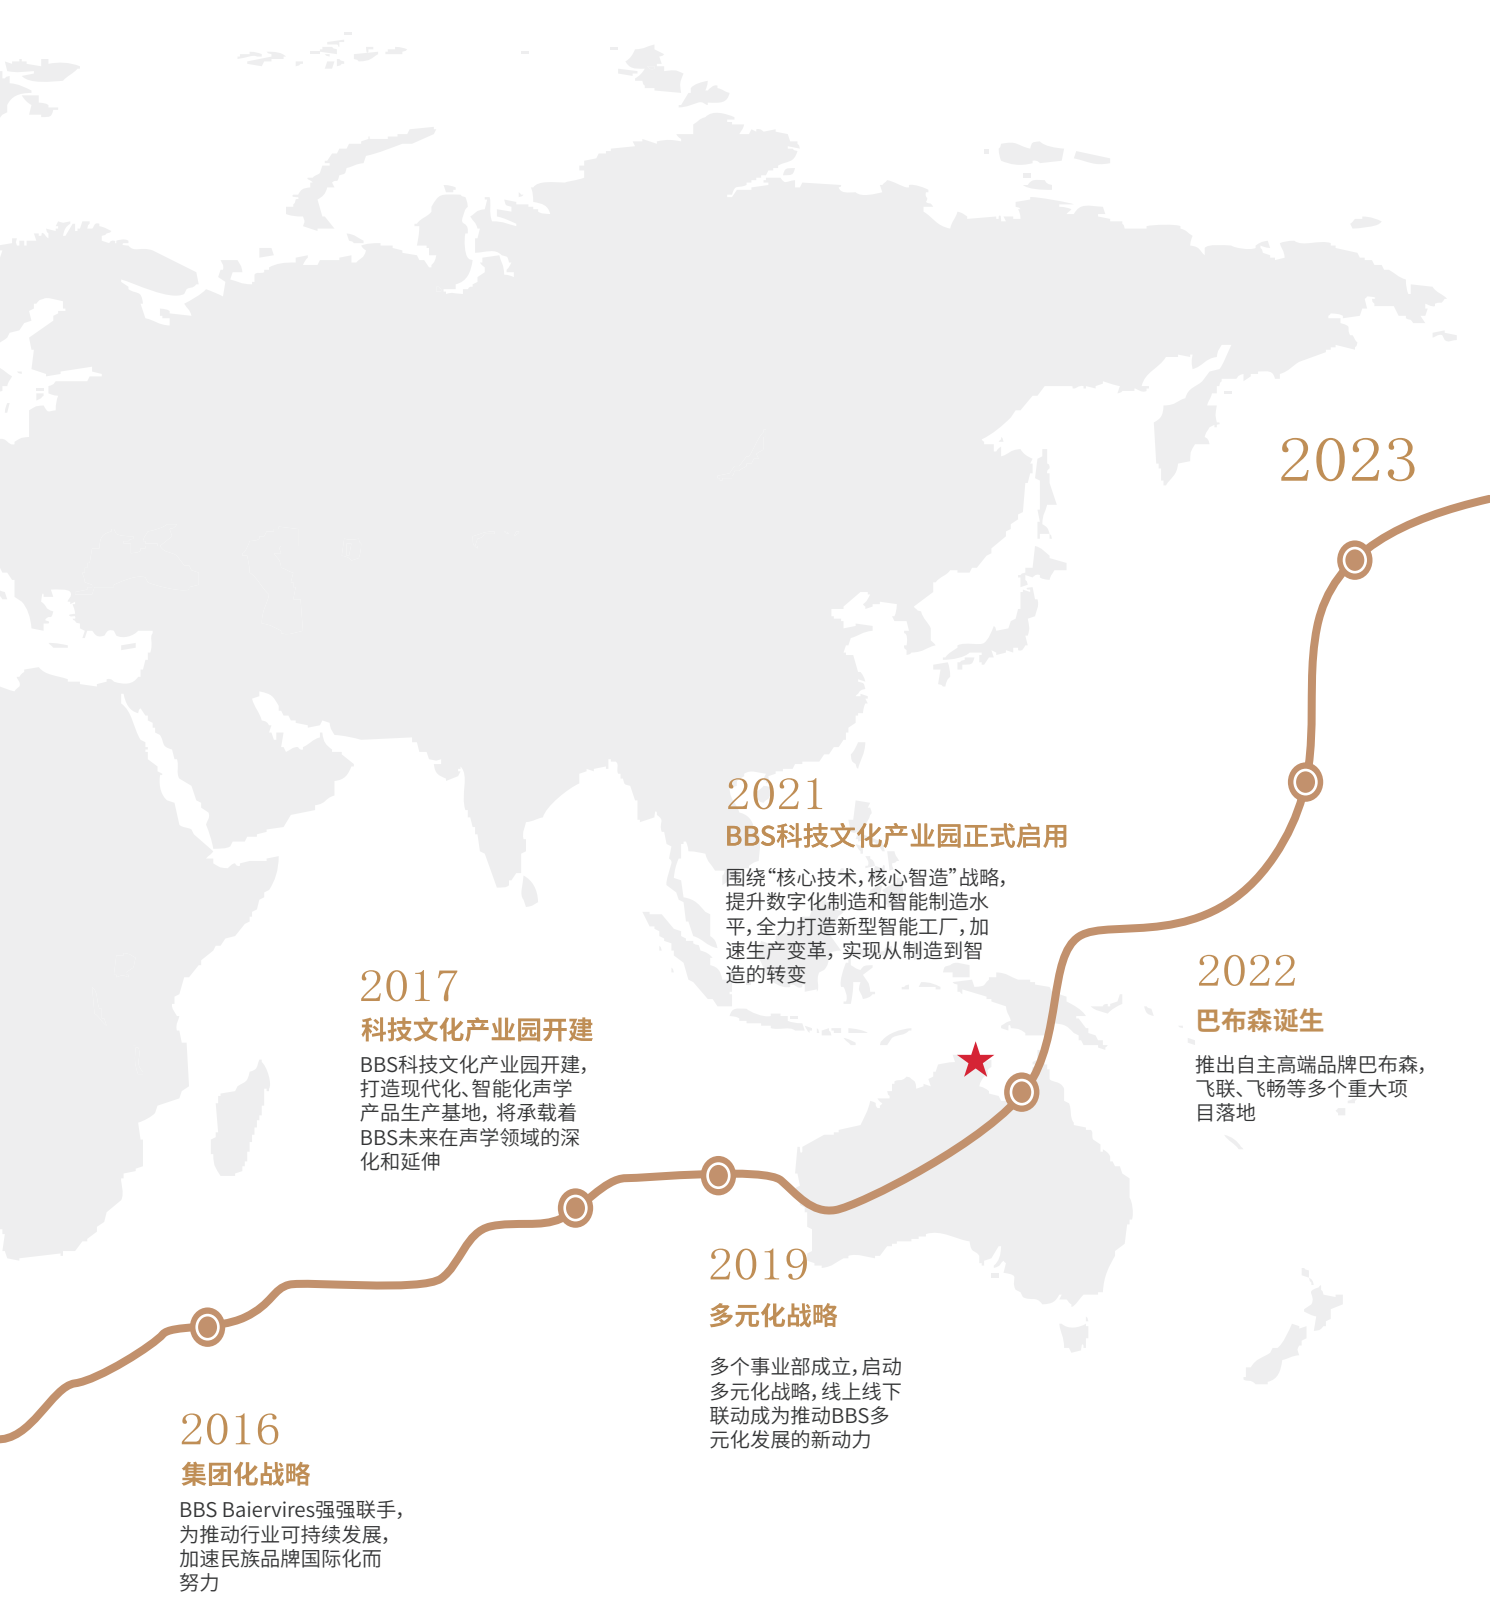 2023
2021
BBS科技文化产业园正式启用
围绕“核心技术，核心智造”战略，
提升数字化制造和智能制造水
平，全力打造新型智能工厂，加
速生产变革，实现从制造到智
造的转变
2022
巴布森诞生
推出自主高端品牌巴布森，
飞联、飞畅等多个重大项
目落地
2017
科技文化产业园开建
BBS科技文化产业园开建，
打造现代化、智能化声学
产品生产基地，将承载着
BBS未来在声学领域的深
化和延伸
2019
多元化战略
多个事业部成立，启动
多元化战略，线上线下
联动成为推动BBS多
元化发展的新动力
2016
集团化战略
BBS Baiervires强强联手，
为推动行业可持续发展，
加速民族品牌国际化而
努力